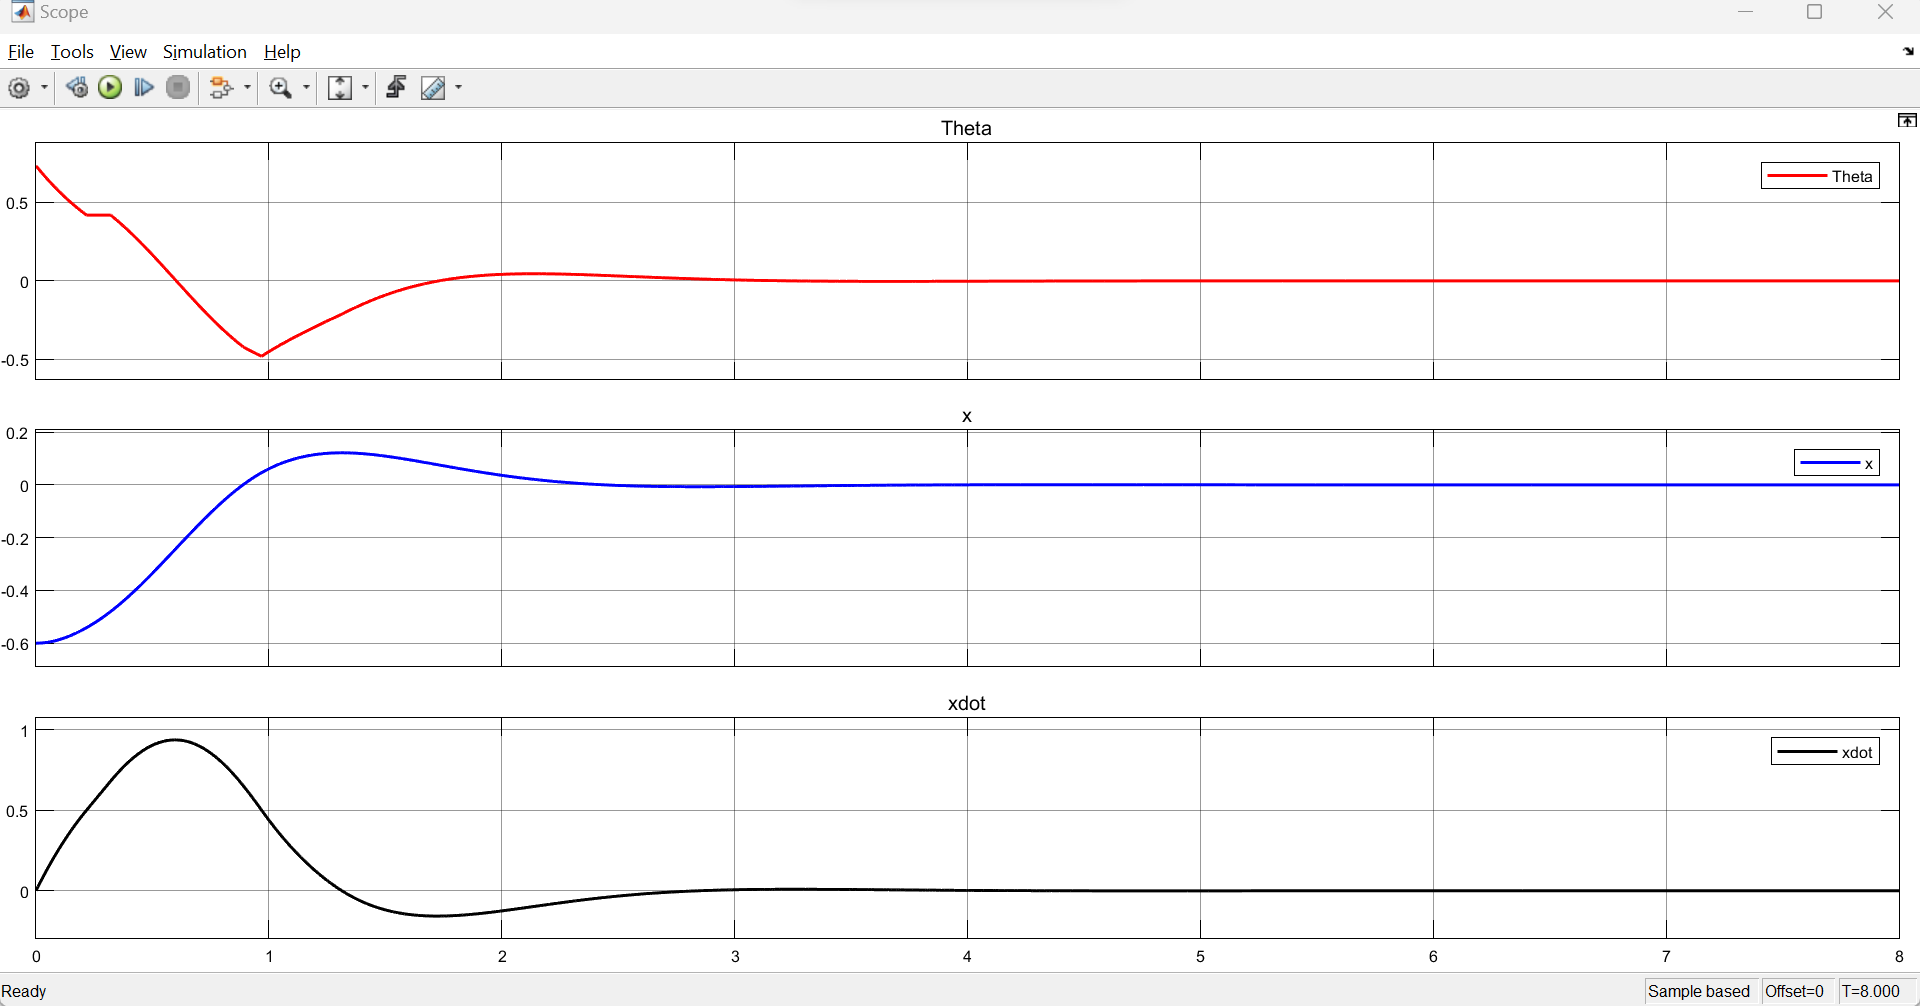 Scope
File Tools View Simulation Help
Theta
Theta
0.5
0
-0.5
x
x
0.2
0
-0.2
-0.4
-0.6
xdot
xdot
1
0.5
0
0 1 2 3 4 5 6 7 8
Ready Sample based Offset=0 T=8.000